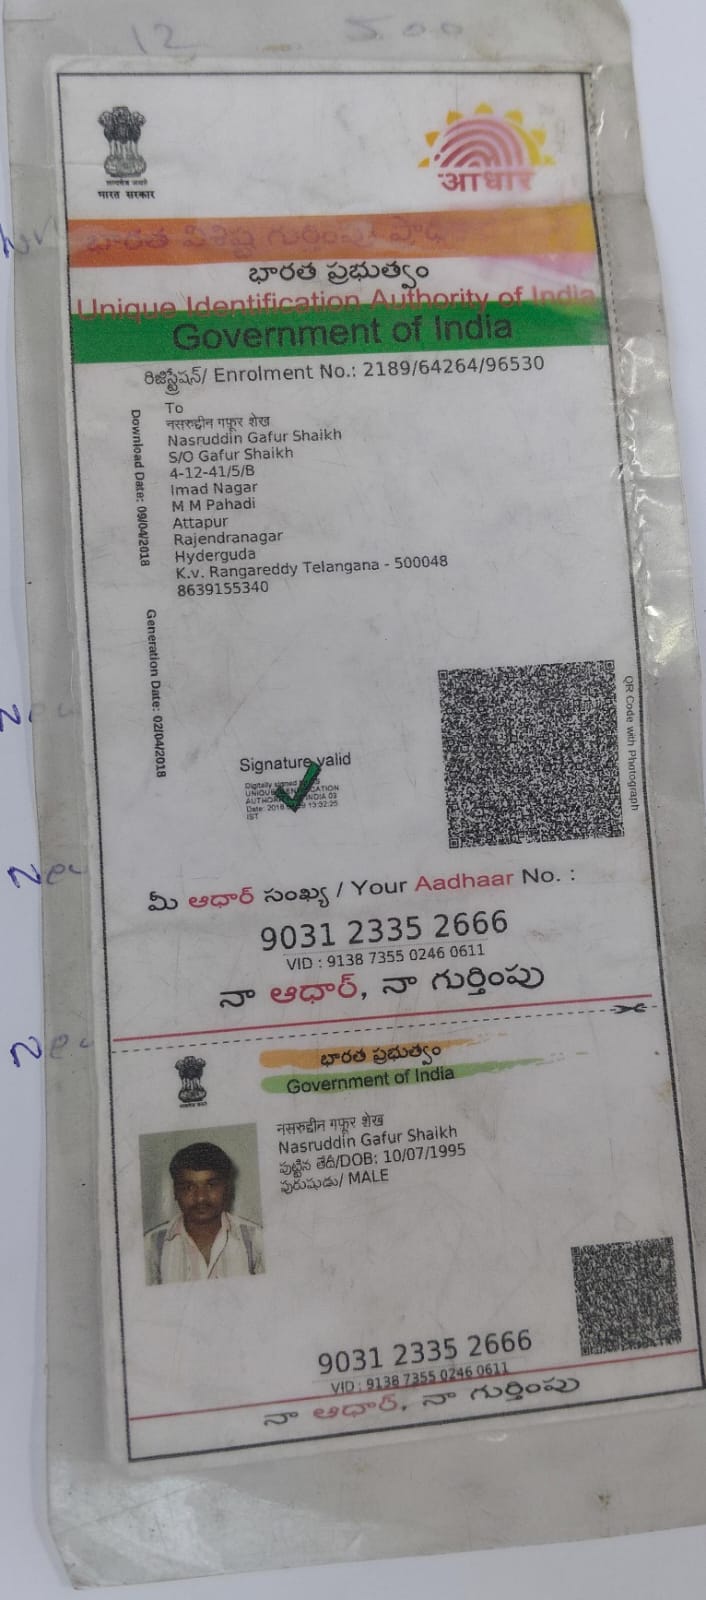 12 500
भारत सरकार
आधार
భారత విశిష్ట గుర్తింపు
భారత ప్రభుత్వం
Unique Identification Authority of India
Government of India
రిజిస్ట్రేషన్/ Enrolment No.: 2189/64264/96530
To
नसरुद्दीन गफूर शेख
Nasruddin Gafur Shaikh
S/O Gafur Shaikh
4-12-41/5/B
Imad Nagar
M M Pahadi
Attapur
Rajendranagar
Hyderguda
K.v. Rangareddy Telangana - 500048
8639155340
Download Date: 09/04/2018
Generation Date: 02/04/2018
QR Code with Photograph
Signature valid
Digitally signed
IST
మీ ఆధార్ సంఖ్య / Your Aadhaar No. :
9031 2335 2666
VID : 9138 7355 0246 0611
నా ఆధార్, నా గుర్తింపు
భారత ప్రభుత్వం
Government of India
नसरुद्दीन गफूर शेख
Nasruddin Gafur Shaikh
పుట్టిన తేదీ/DOB: 10/07/1995
పురుషుడు/ MALE
9031 2335 2666
VID : 9138 7355 0246 0611
నా ఆధార్, నా గుర్తింపు